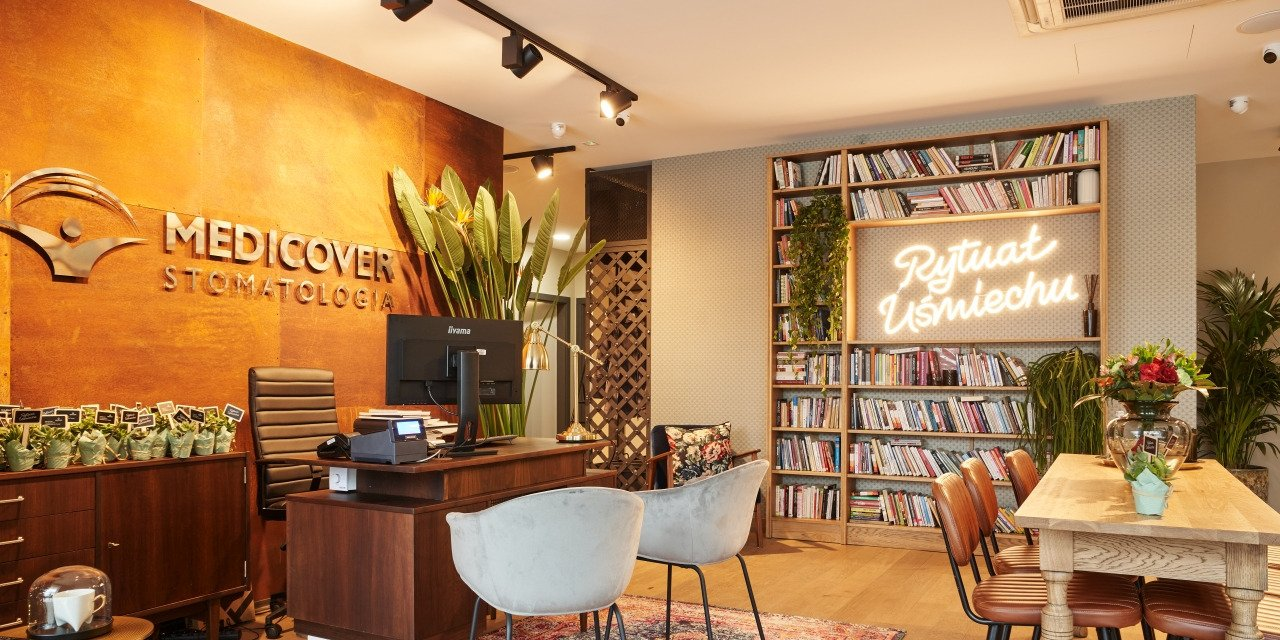 MEDICOVER
STOMATOLOGIA
iiyama
Rytuał
Uśmiechu